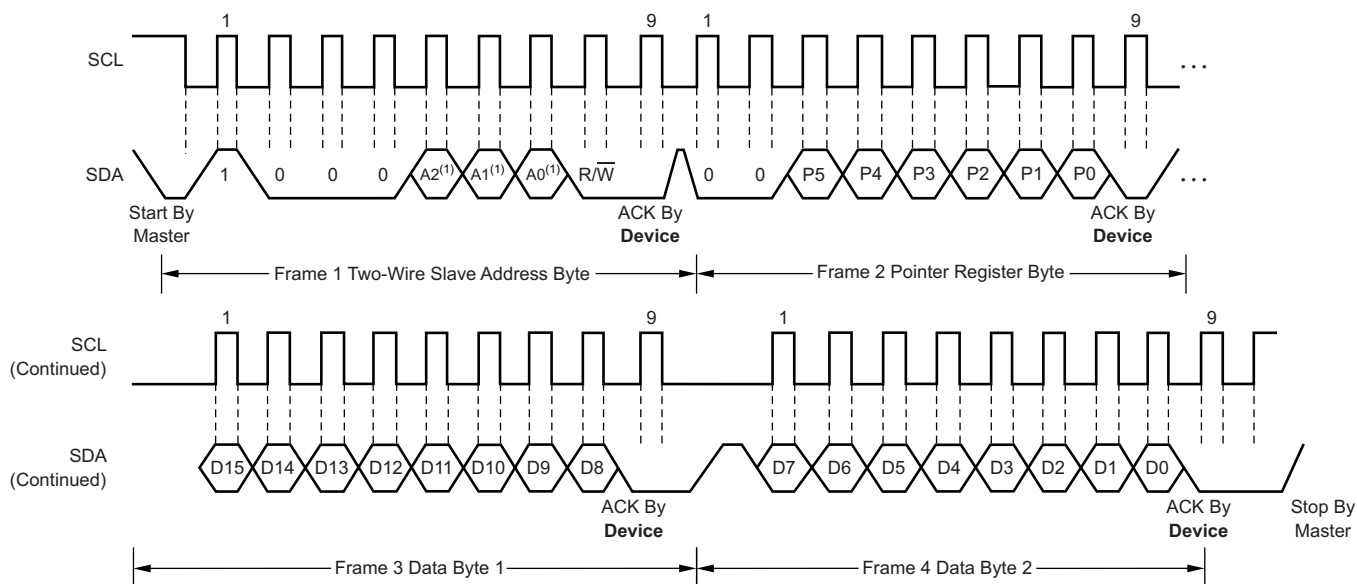 1 9 1 9
SCL ...
SDA 1 0 0 0 A2(1) A1(1) A0(1) R/W̅ 0 0 P5 P4 P3 P2 P1 P0 ...
Start By
Master
ACK By
Device
ACK By
Device
Frame 1 Two-Wire Slave Address Byte
Frame 2 Pointer Register Byte
1 9 1 9
SCL
(Continued)
SDA
(Continued)
D15 D14 D13 D12 D11 D10 D9 D8 D7 D6 D5 D4 D3 D2 D1 D0
ACK By
Device
ACK By
Device
Stop By
Master
Frame 3 Data Byte 1
Frame 4 Data Byte 2